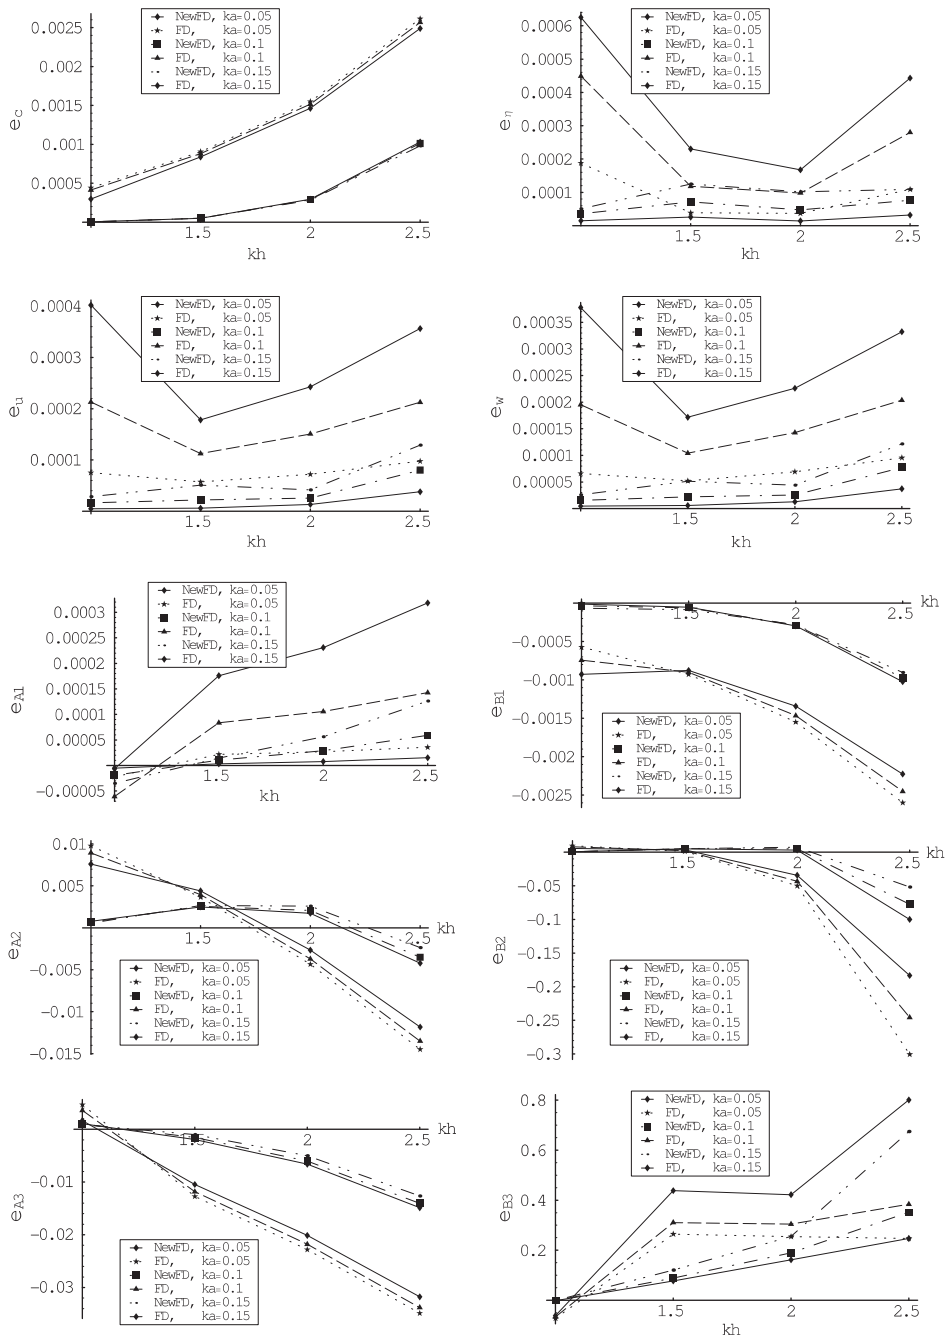 0.0025
0.002
0.0015
0.001
0.0005
e_c
1.5
2
2.5
kh
NewFD, ka=0.05
FD, ka=0.05
NewFD, ka=0.1
FD, ka=0.1
NewFD, ka=0.15
FD, ka=0.15
0.0006
0.0005
0.0004
0.0003
0.0002
0.0001
e_η
1.5
2
2.5
kh
NewFD, ka=0.05
FD, ka=0.05
NewFD, ka=0.1
FD, ka=0.1
NewFD, ka=0.15
FD, ka=0.15
0.0004
0.0003
0.0002
0.0001
e_u
1.5
2
2.5
kh
NewFD, ka=0.05
FD, ka=0.05
NewFD, ka=0.1
FD, ka=0.1
NewFD, ka=0.15
FD, ka=0.15
0.00035
0.0003
0.00025
0.0002
0.00015
0.0001
0.00005
e_w
1.5
2
2.5
kh
NewFD, ka=0.05
FD, ka=0.05
NewFD, ka=0.1
FD, ka=0.1
NewFD, ka=0.15
FD, ka=0.15
0.0003
0.00025
0.0002
0.00015
0.0001
0.00005
−0.00005
e_A1
1.5
2
2.5
kh
NewFD, ka=0.05
FD, ka=0.05
NewFD, ka=0.1
FD, ka=0.1
NewFD, ka=0.15
FD, ka=0.15
1.5
2
2.5
kh
−0.0005
−0.001
−0.0015
−0.002
−0.0025
e_B1
NewFD, ka=0.05
FD, ka=0.05
NewFD, ka=0.1
FD, ka=0.1
NewFD, ka=0.15
FD, ka=0.15
0.01
0.005
−0.005
−0.01
−0.015
e_A2
1.5
2
2.5
kh
NewFD, ka=0.05
FD, ka=0.05
NewFD, ka=0.1
FD, ka=0.1
NewFD, ka=0.15
FD, ka=0.15
1.5
2
2.5
kh
−0.05
−0.1
−0.15
−0.2
−0.25
−0.3
e_B2
NewFD, ka=0.05
FD, ka=0.05
NewFD, ka=0.1
FD, ka=0.1
NewFD, ka=0.15
FD, ka=0.15
1.5
2
2.5
kh
−0.01
−0.02
−0.03
e_A3
NewFD, ka=0.05
FD, ka=0.05
NewFD, ka=0.1
FD, ka=0.1
NewFD, ka=0.15
FD, ka=0.15
0.8
0.6
0.4
0.2
e_B3
1.5
2
2.5
kh
NewFD, ka=0.05
FD, ka=0.05
NewFD, ka=0.1
FD, ka=0.1
NewFD, ka=0.15
FD, ka=0.15